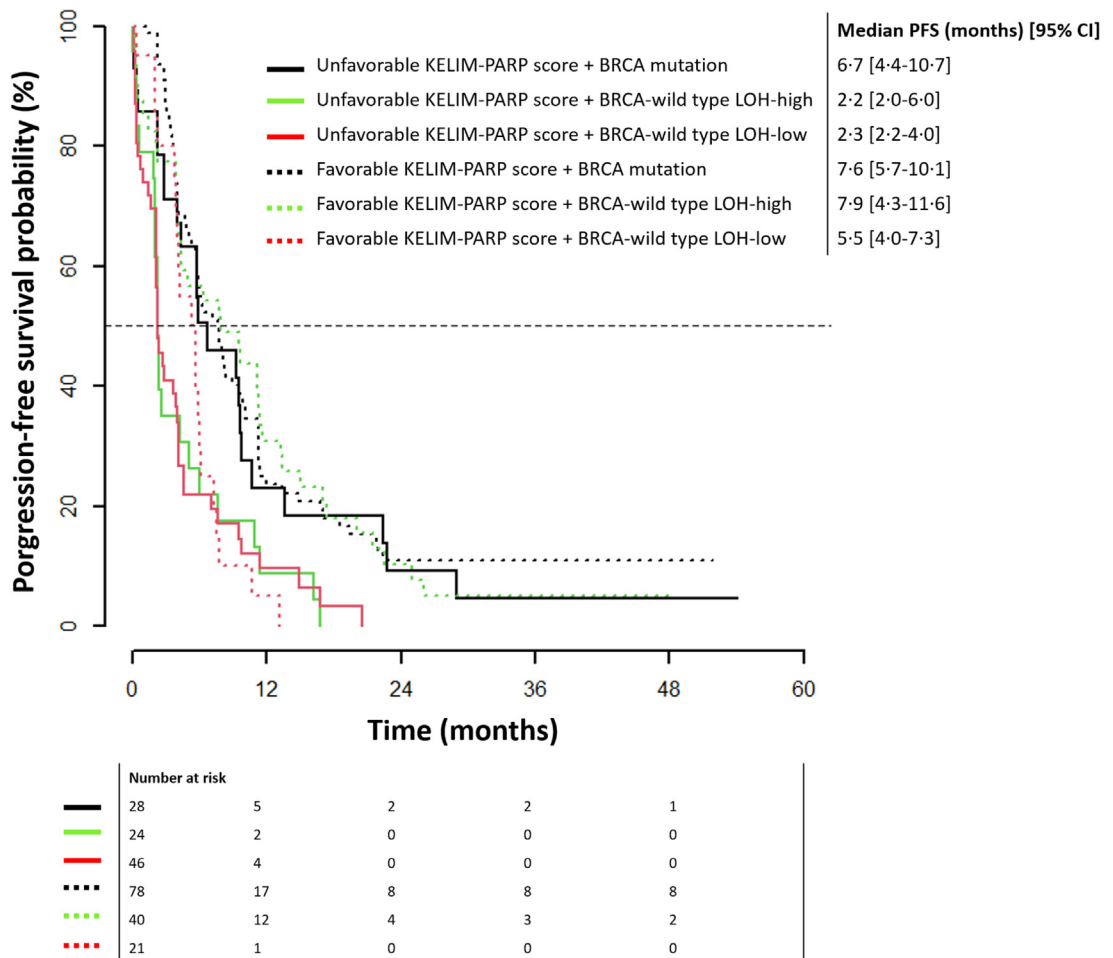 Median PFS (months) [95% CI]
Unfavorable KELIM-PARP score + BRCA mutation 6·7 [4·4-10·7]
Unfavorable KELIM-PARP score + BRCA-wild type LOH-high 2·2 [2·0-6·0]
Unfavorable KELIM-PARP score + BRCA-wild type LOH-low 2·3 [2·2-4·0]
Favorable KELIM-PARP score + BRCA mutation 7·6 [5·7-10·1]
Favorable KELIM-PARP score + BRCA-wild type LOH-high 7·9 [4·3-11·6]
Favorable KELIM-PARP score + BRCA-wild type LOH-low 5·5 [4·0-7·3]
Porgression-free survival probability (%)
100
80
60
40
20
0
0 12 24 36 48 60
Time (months)
Number at risk
28 5 2 2 1
24 2 0 0 0
46 4 0 0 0
78 17 8 8 8
40 12 4 3 2
21 1 0 0 0